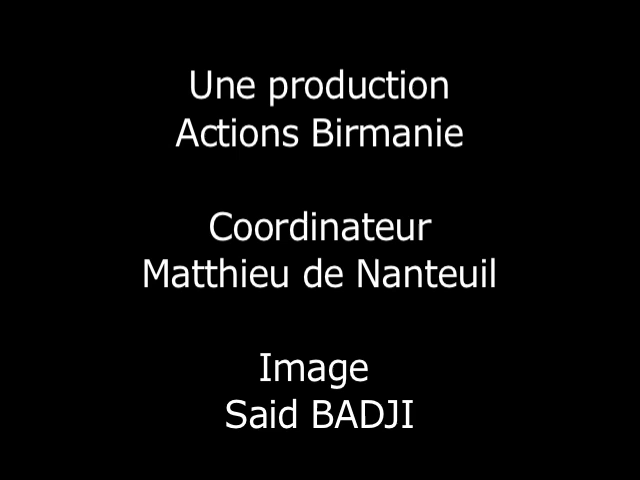 Une production
Actions Birmanie
Coordinateur
Matthieu de Nanteuil
Image
Said BADJI